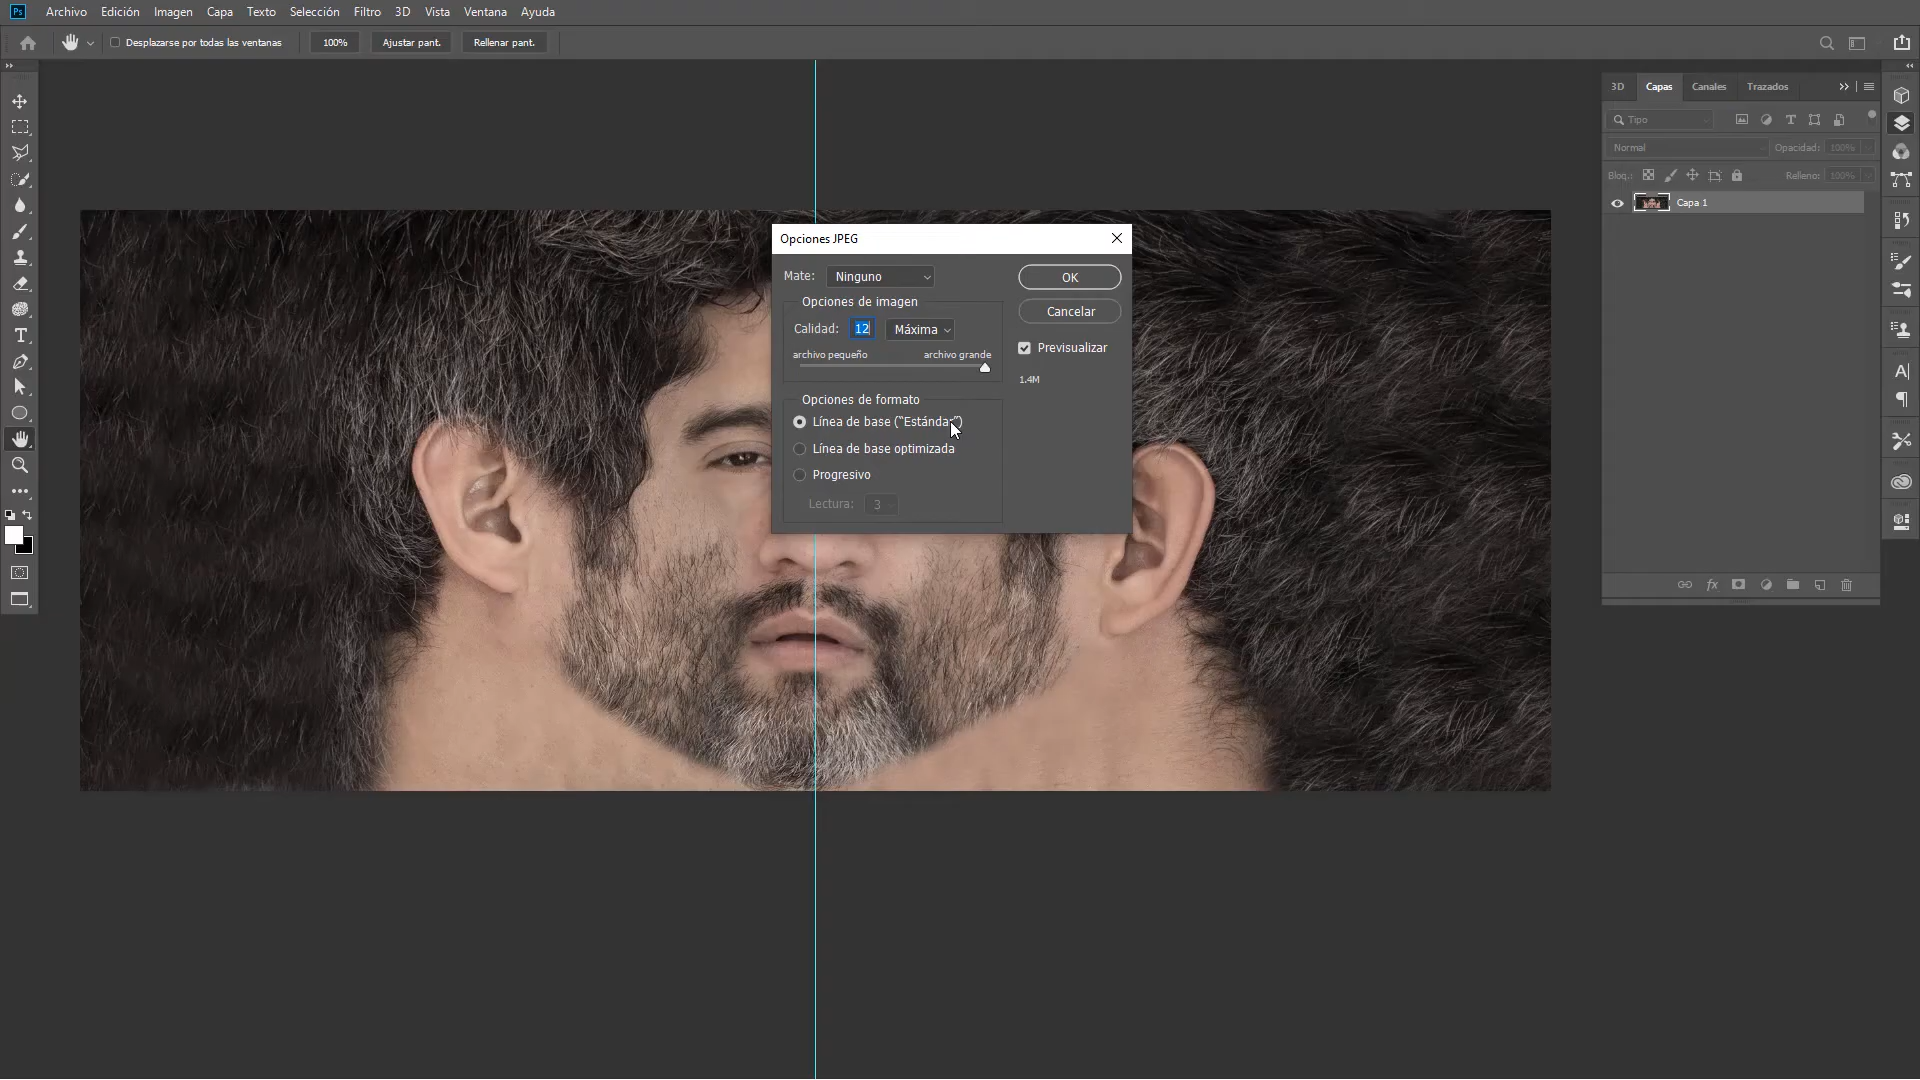 Ps Archivo Edición Imagen Capa Texto Selección Filtro 3D Vista Ventana Ayuda
Desplazarse por todas las ventanas 100% Ajustar pant. Rellenar pant.
3D Capas Canales Trazados
Tipo
Normal Opacidad: 100%
Bloq.: Relleno: 100%
Capa 1
fx
Opciones JPEG
Mate: Ninguno OK
Opciones de imagen
Calidad: 12 Máxima Cancelar
archivo pequeño archivo grande
Previsualizar
1.4M
Opciones de formato
Línea de base (“Estándar”)
Línea de base optimizada
Progresivo
Lectura: 3